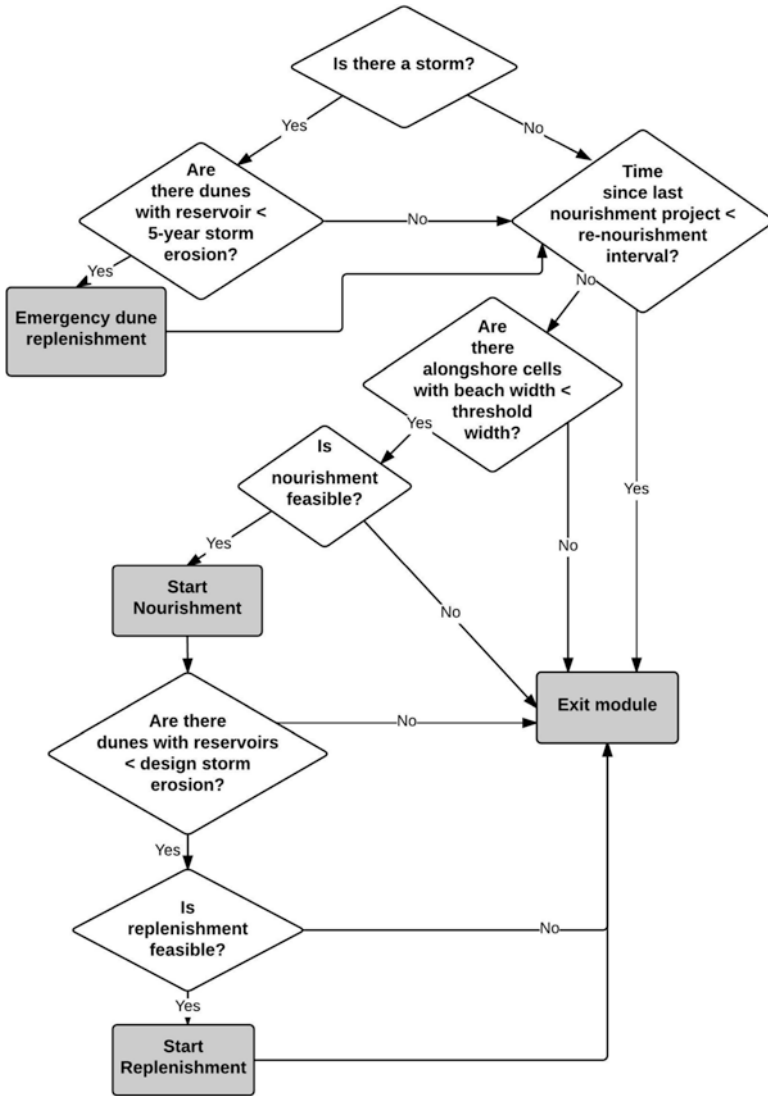 Is there a storm?
Yes
No
Are
there dunes
with reservoir <
5-year storm
erosion?
No
Time
since last
nourishment project <
re-nourishment
interval?
Yes
Emergency dune
replenishment
No
Are
there
alongshore cells
with beach width <
threshold
width?
Yes
Is
nourishment
feasible?
Yes
Yes
No
Start
Nourishment
No
Exit module
Are there
dunes with reservoirs
< design storm
erosion?
No
Yes
Is
replenishment
feasible?
No
Yes
Start
Replenishment